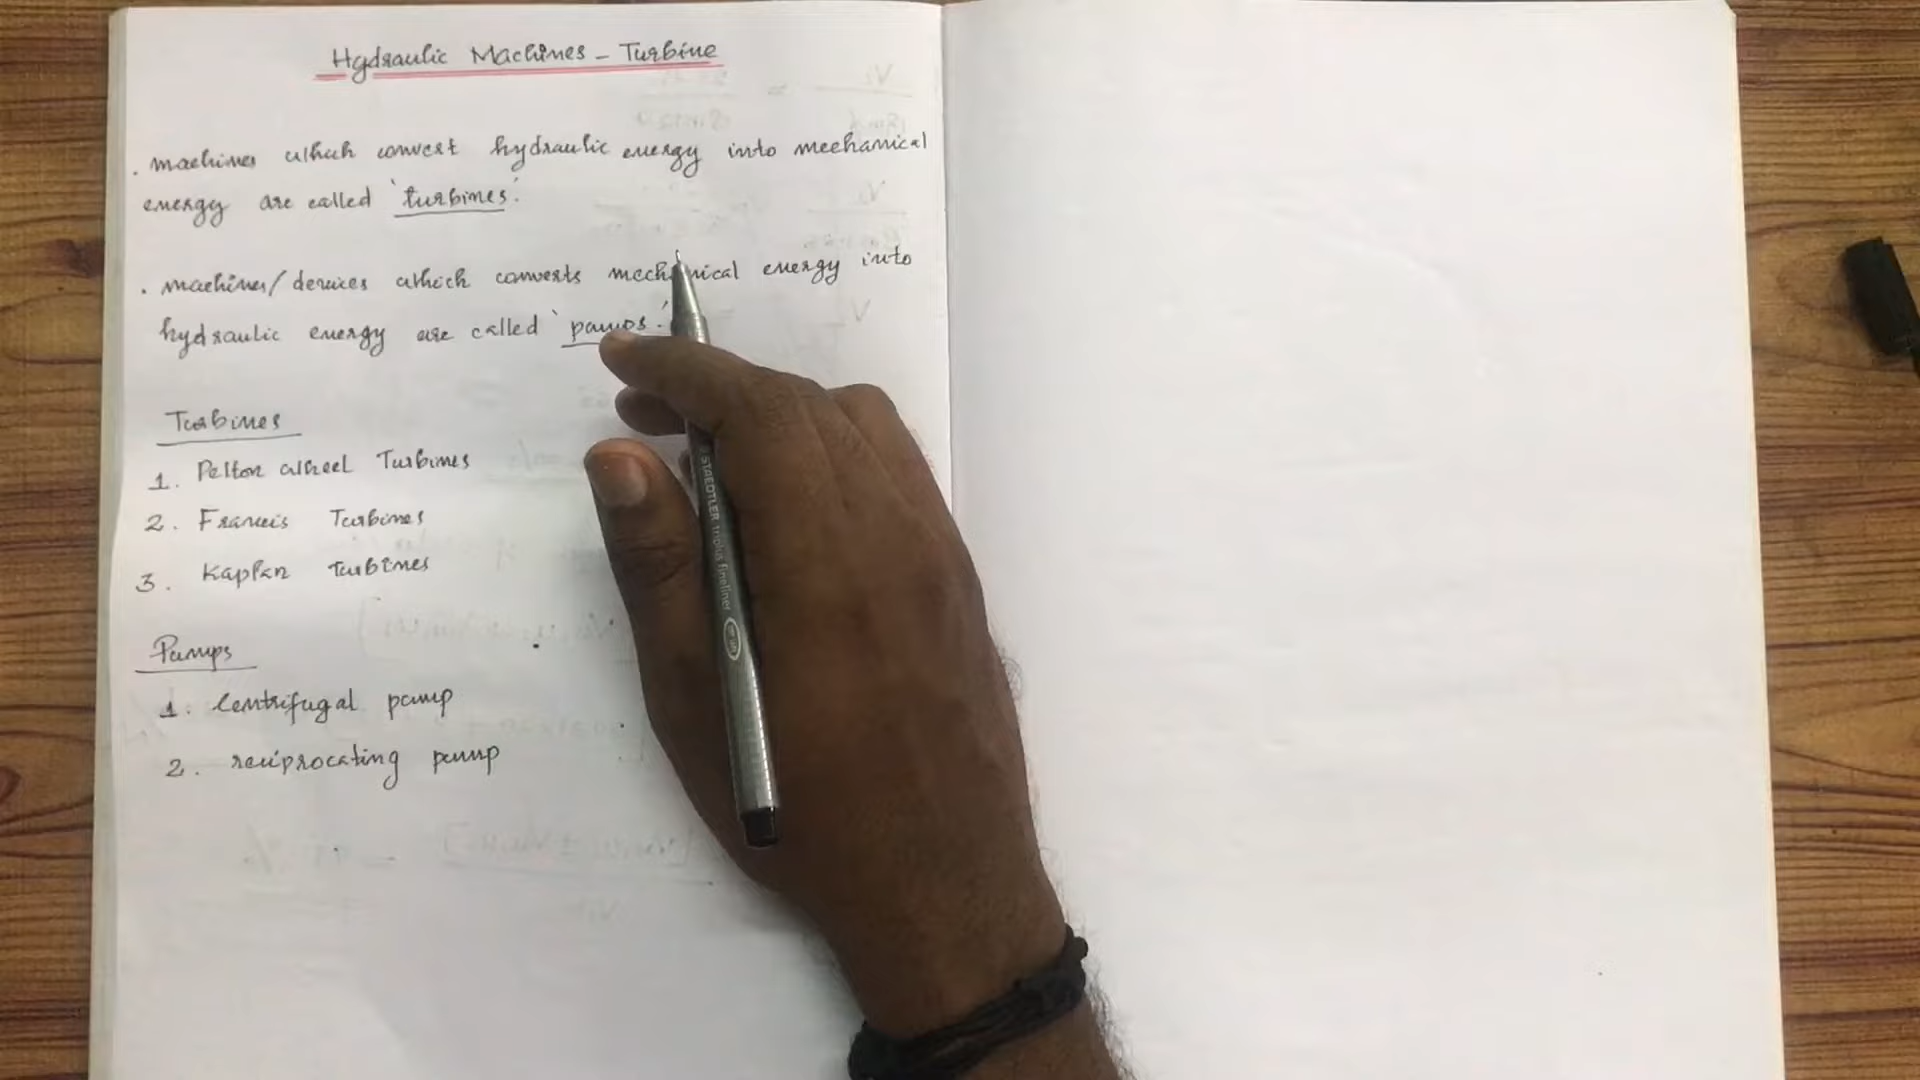 Hydraulic Machines - Turbine
. machines which convert hydraulic energy into mechanical
energy are called 'turbines'.
. machines/devices which converts mechanical energy into
hydraulic energy are called 'pumps'.
Turbines
1. Pelton wheel Turbines
2. Francis Turbines
3. Kaplan turbines
Pumps
1. Centrifugal pump
2. reciprocating pump
STAEDTLER triplus fineliner